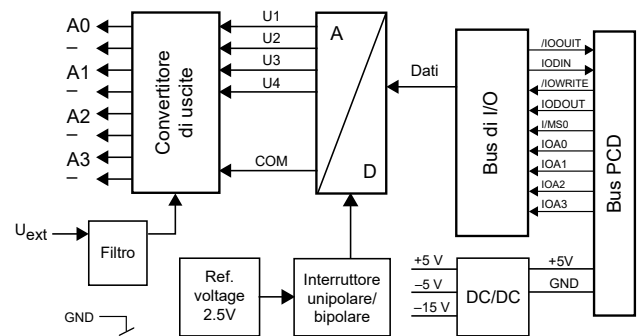 A0
–
A1
–
A2
–
A3
–
Convertitore
di uscite
U1
U2
U3
U4
COM
A
D
Dati
Bus di I/O
/IOOUIT
IODIN
/IOWRITE
IODOUT
I/MS0
IOA0
IOA1
IOA2
IOA3
Bus PCD
Uext
Filtro
GND
Ref.
voltage
2.5V
Interruttore
unipolare/
bipolare
+5 V
–5 V
–15 V
DC/DC
+5V
GND